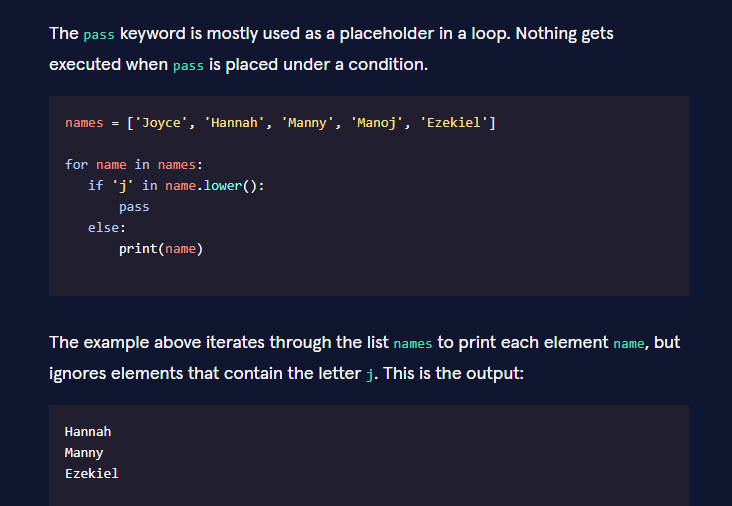 The pass keyword is mostly used as a placeholder in a loop. Nothing gets
executed when pass is placed under a condition.
names = ['Joyce', 'Hannah', 'Manny', 'Manoj', 'Ezekiel']
for name in names:
   if 'j' in name.lower():
       pass
   else:
       print(name)
The example above iterates through the list names to print each element name, but
ignores elements that contain the letter j. This is the output:
Hannah
Manny
Ezekiel